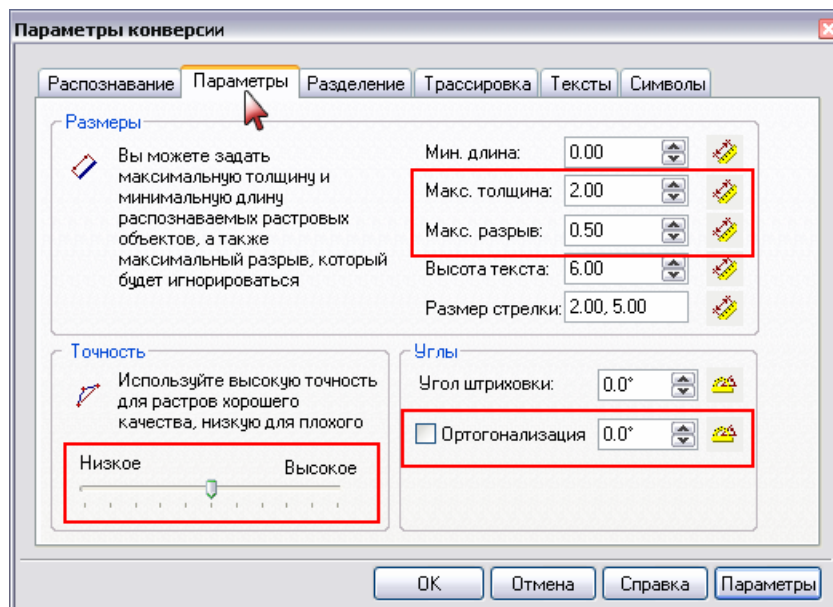 Параметры конверсии
Распознавание Параметры Разделение Трассировка Тексты Символы
Размеры
Вы можете задать
максимальную толщину и
минимальную длину
распознаваемых растровых
объектов, а также
максимальный разрыв, который
будет игнорироваться
Мин. длина: 0.00
Макс. толщина: 2.00
Макс. разрыв: 0.50
Высота текста: 6.00
Размер стрелки: 2.00, 5.00
Точность
Используйте высокую точность
для растров хорошего
качества, низкую для плохого
Низкое Высокое
Углы
Угол штриховки: 0.0°
Ортогонализация 0.0°
OK Отмена Справка Параметры